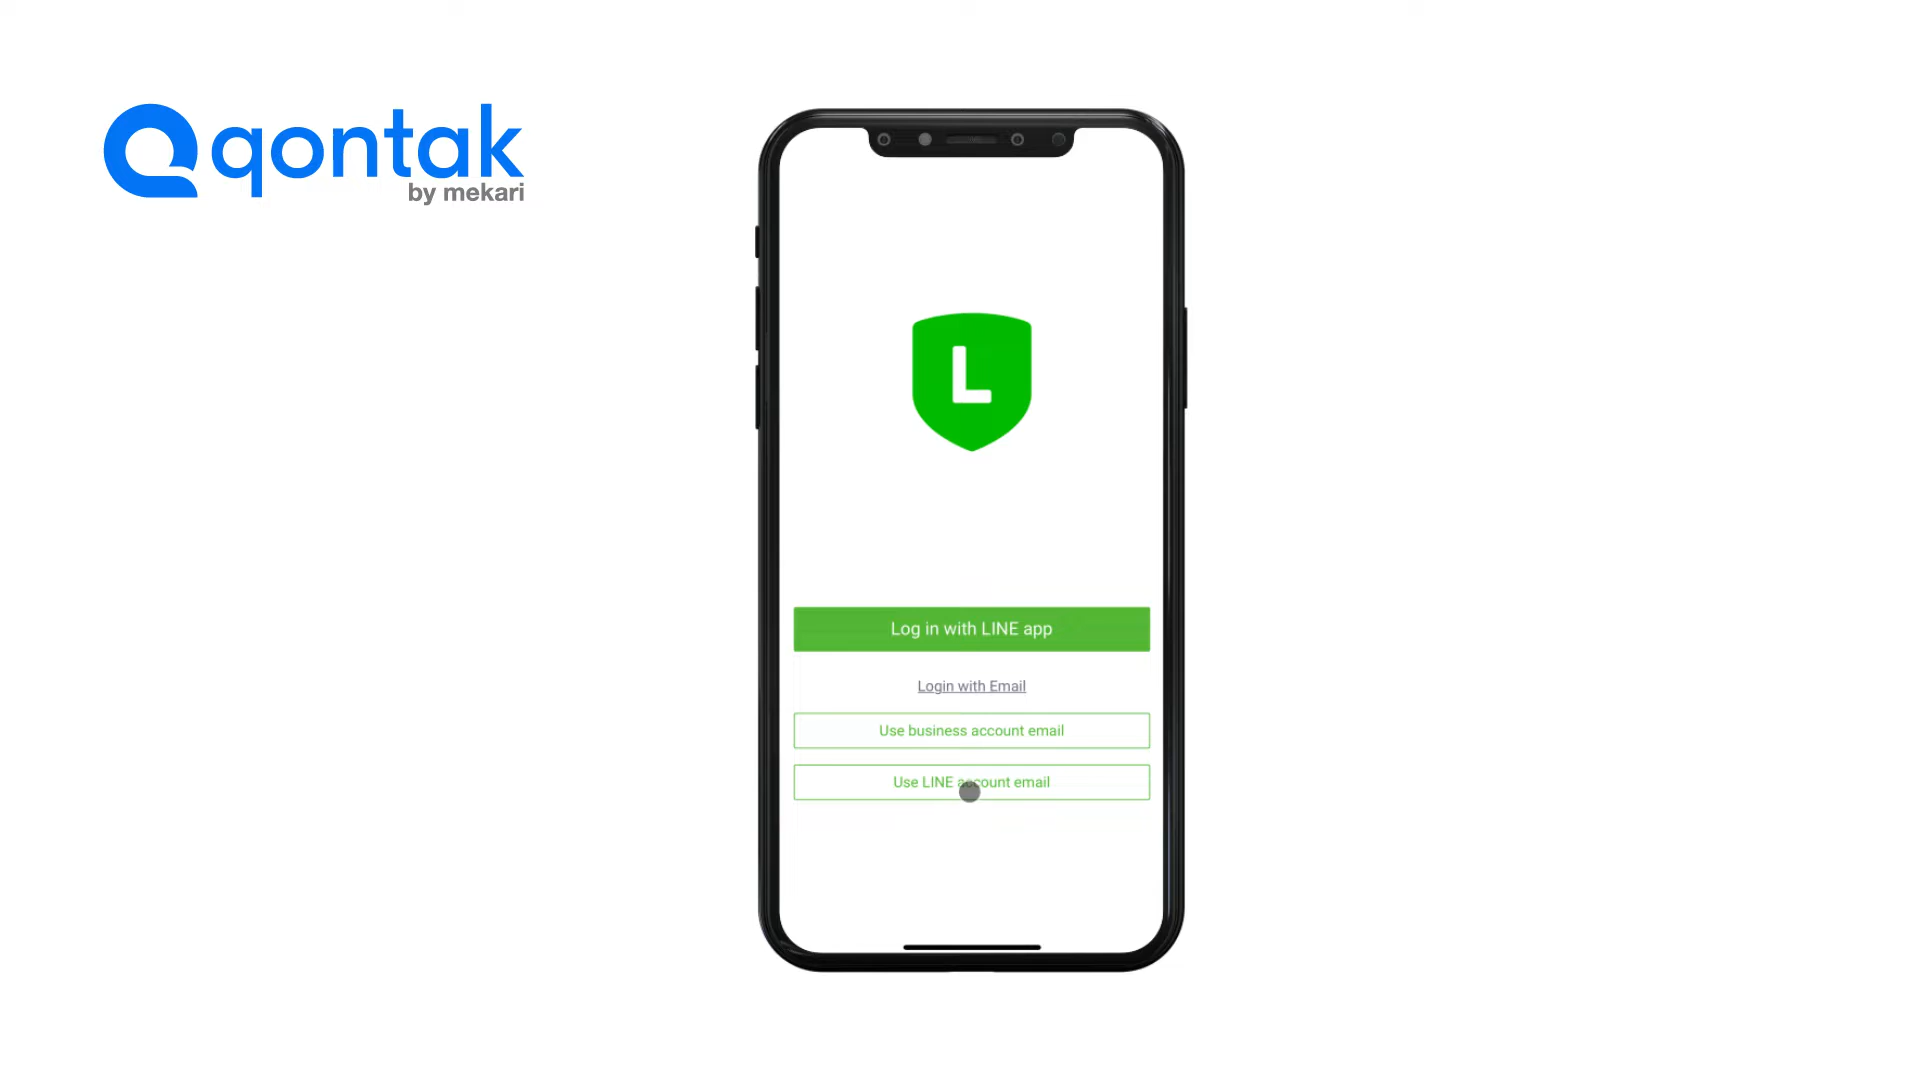 qontak
by mekari
L
Log in with LINE app
Login with Email
Use business account email
Use LINE account email